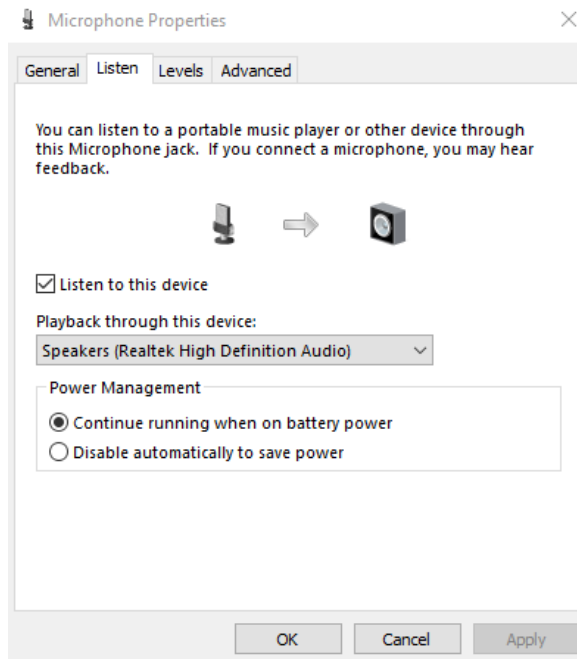 Microphone Properties
General
Listen
Levels
Advanced
You can listen to a portable music player or other device through
this Microphone jack. If you connect a microphone, you may hear
feedback.
Listen to this device
Playback through this device:
Speakers (Realtek High Definition Audio)
Power Management
Continue running when on battery power
Disable automatically to save power
OK
Cancel
Apply